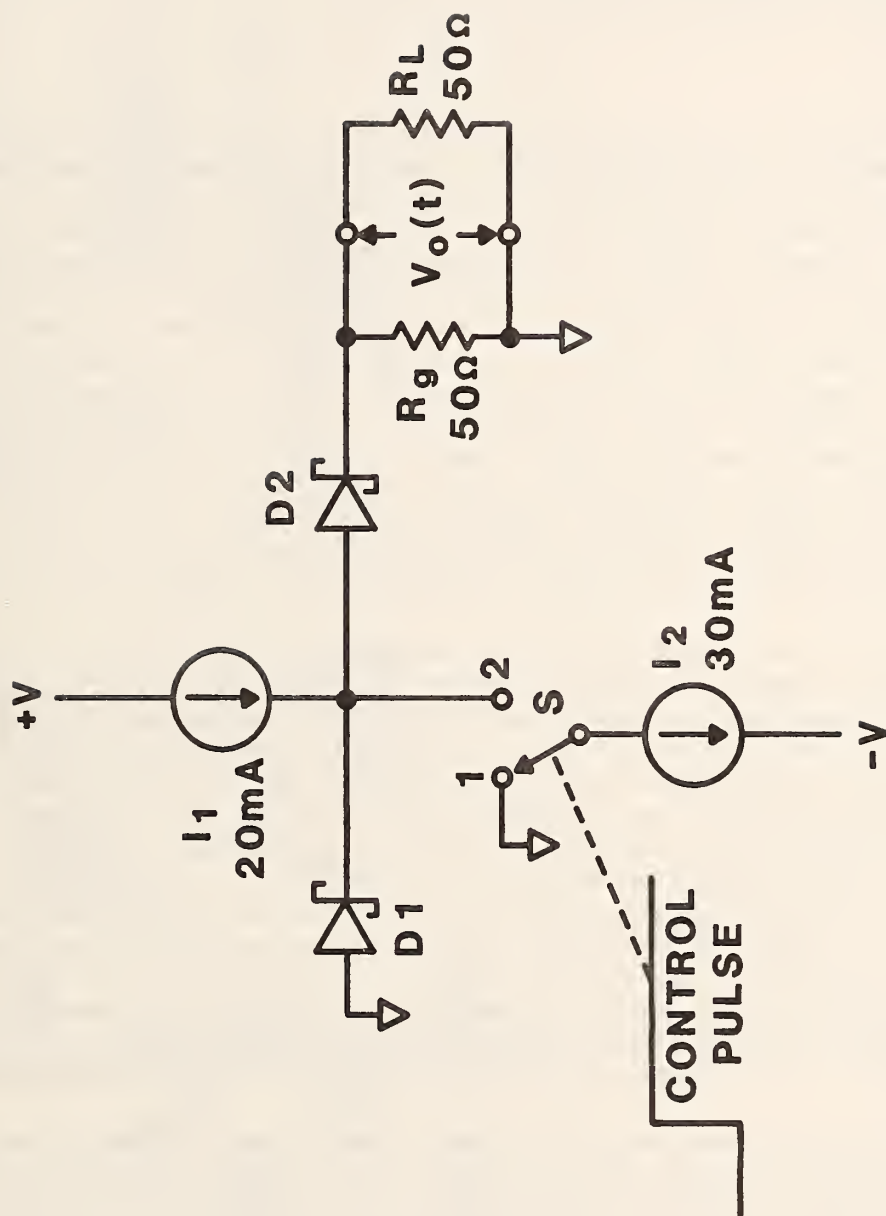 +V
I1
20mA
D2
D1
Rg
50Ω
Vo(t)
RL
50Ω
1
2
S
I2
30mA
CONTROL
PULSE
-V